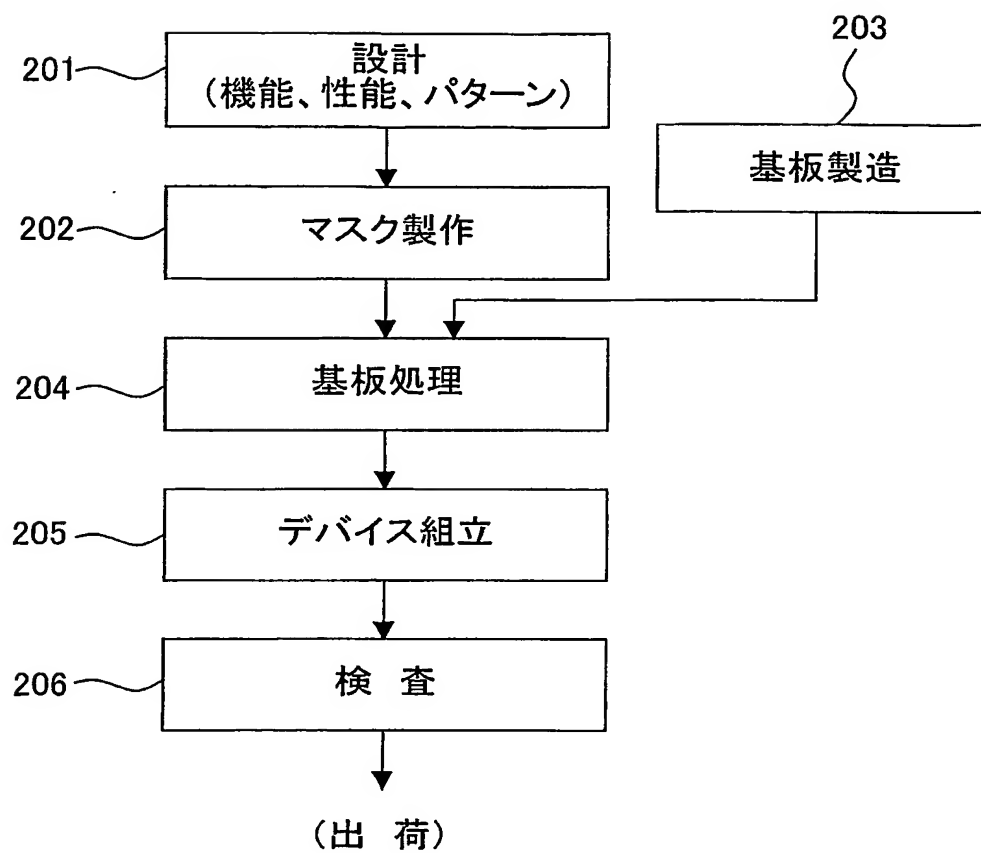 201
設計
(機能、性能、パターン)
203
基板製造
202
マスク製作
204
基板処理
205
デバイス組立
206
検 査
(出 荷)